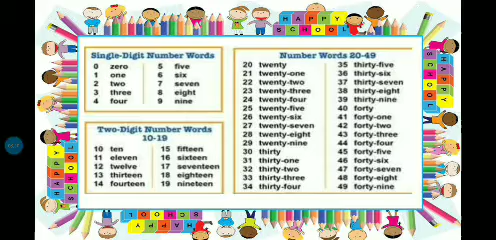 HAPPY
SCHOOL
Single-Digit Number Words
0 zero 5 five
1 one 6 six
2 two 7 seven
3 three 8 eight
4 four 9 nine
Two-Digit Number Words
10-19
10 ten 15 fifteen
11 eleven 16 sixteen
12 twelve 17 seventeen
13 thirteen 18 eighteen
14 fourteen 19 nineteen
Number Words 20-49
20 twenty 35 thirty-five
21 twenty-one 36 thirty-six
22 twenty-two 37 thirty-seven
23 twenty-three 38 thirty-eight
24 twenty-four 39 thirty-nine
25 twenty-five 40 forty
26 twenty-six 41 forty-one
27 twenty-seven 42 forty-two
28 twenty-eight 43 forty-three
29 twenty-nine 44 forty-four
30 thirty 45 forty-five
31 thirty-one 46 forty-six
32 thirty-two 47 forty-seven
33 thirty-three 48 forty-eight
34 thirty-four 49 forty-nine
HAPPY
SCHOOL
HAPPY
SCHOOL
SCHOOL
HAPPY